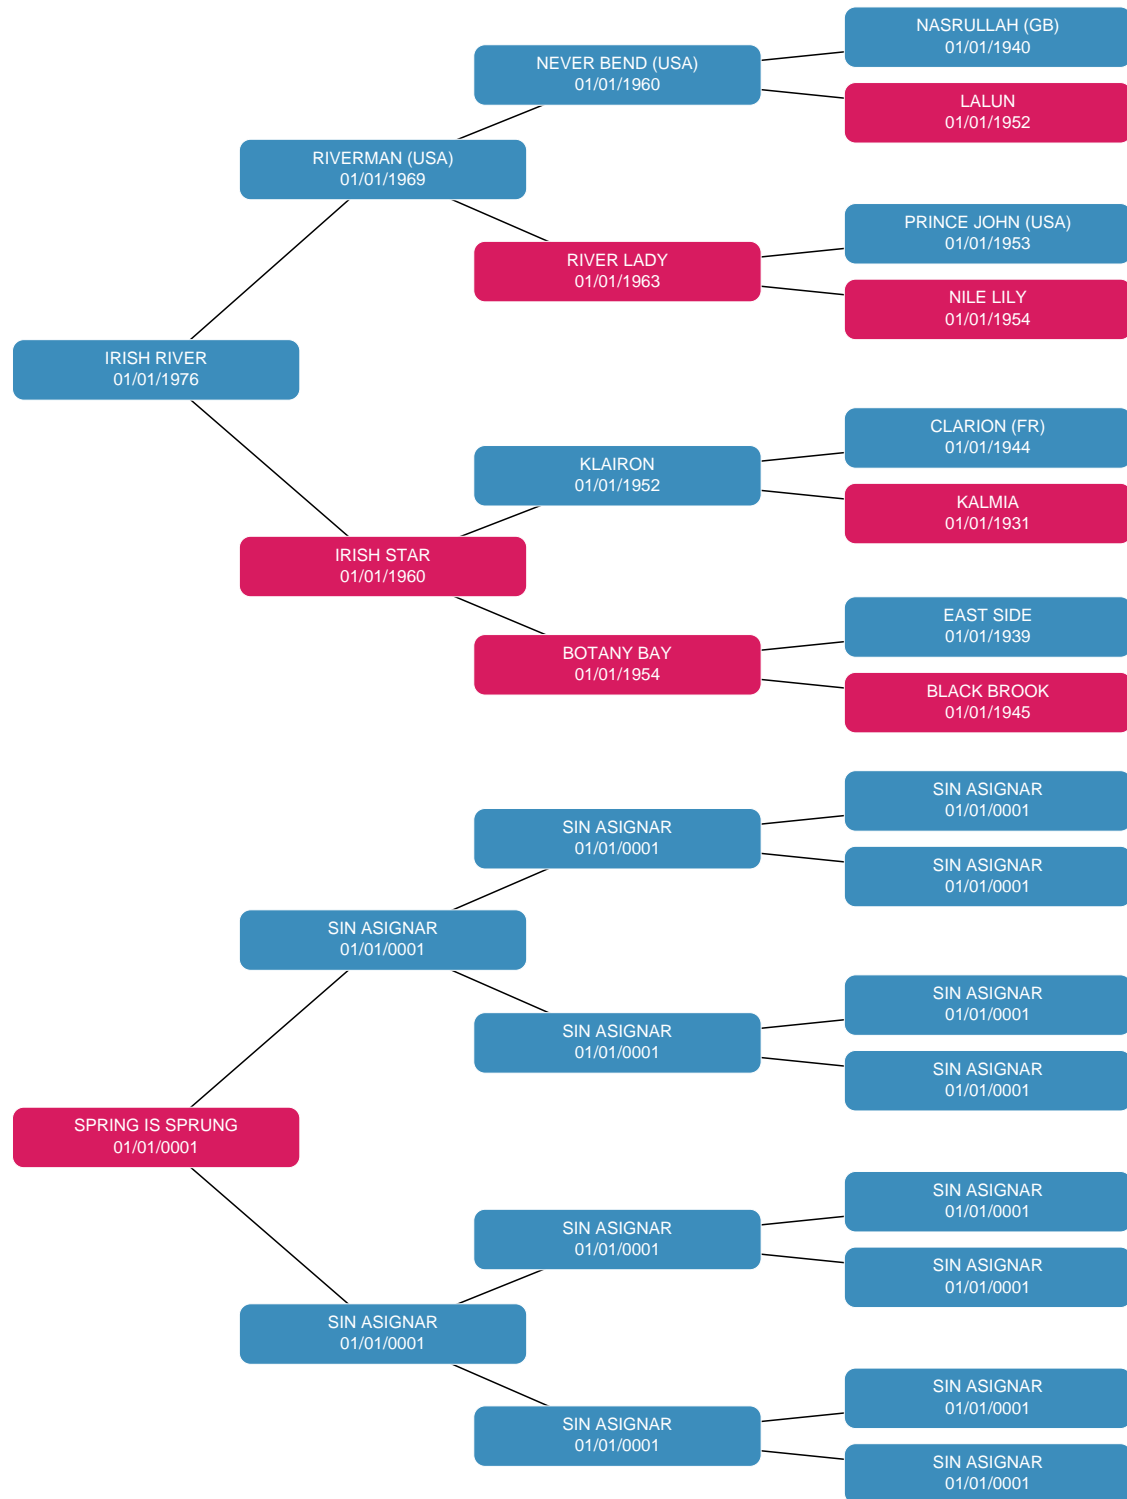 NASRULLAH (GB)
01/01/1940
NEVER BEND (USA)
01/01/1960
LALUN
01/01/1952
RIVERMAN (USA)
01/01/1969
PRINCE JOHN (USA)
01/01/1953
RIVER LADY
01/01/1963
NILE LILY
01/01/1954
IRISH RIVER
01/01/1976
CLARION (FR)
01/01/1944
KLAIRON
01/01/1952
KALMIA
01/01/1931
IRISH STAR
01/01/1960
EAST SIDE
01/01/1939
BOTANY BAY
01/01/1954
BLACK BROOK
01/01/1945
SIN ASIGNAR
01/01/0001
SIN ASIGNAR
01/01/0001
SIN ASIGNAR
01/01/0001
SIN ASIGNAR
01/01/0001
SIN ASIGNAR
01/01/0001
SIN ASIGNAR
01/01/0001
SIN ASIGNAR
01/01/0001
SPRING IS SPRUNG
01/01/0001
SIN ASIGNAR
01/01/0001
SIN ASIGNAR
01/01/0001
SIN ASIGNAR
01/01/0001
SIN ASIGNAR
01/01/0001
SIN ASIGNAR
01/01/0001
SIN ASIGNAR
01/01/0001
SIN ASIGNAR
01/01/0001